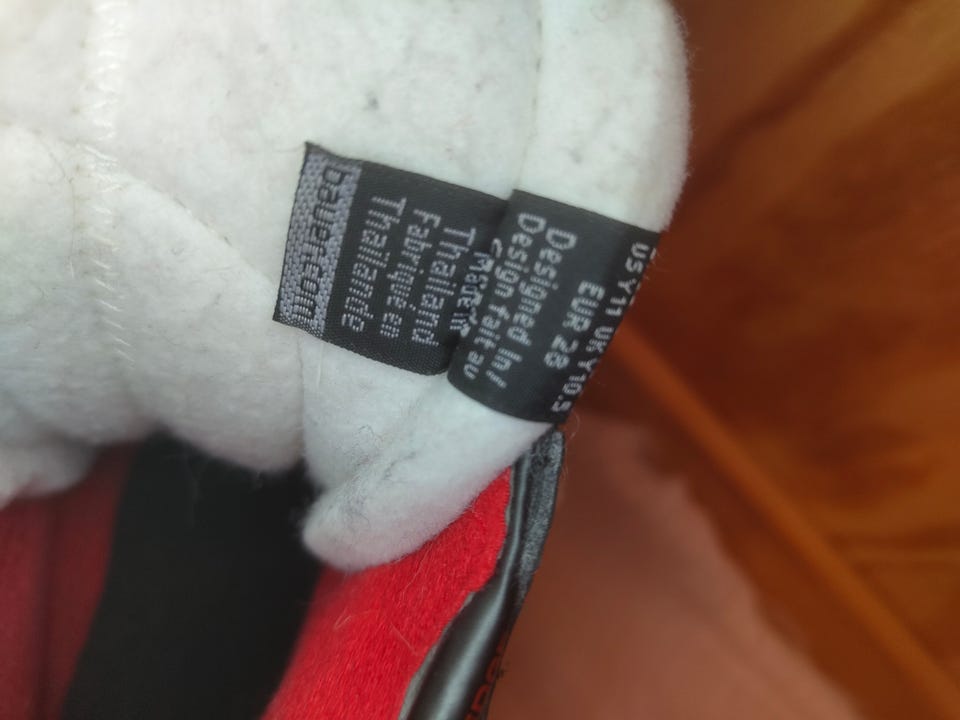 US Y11 UK Y10.5
EUR 28
Designed in/
Design fait au
Made in
Thailand
Fabriqué en
Thaïlande
bauer.com